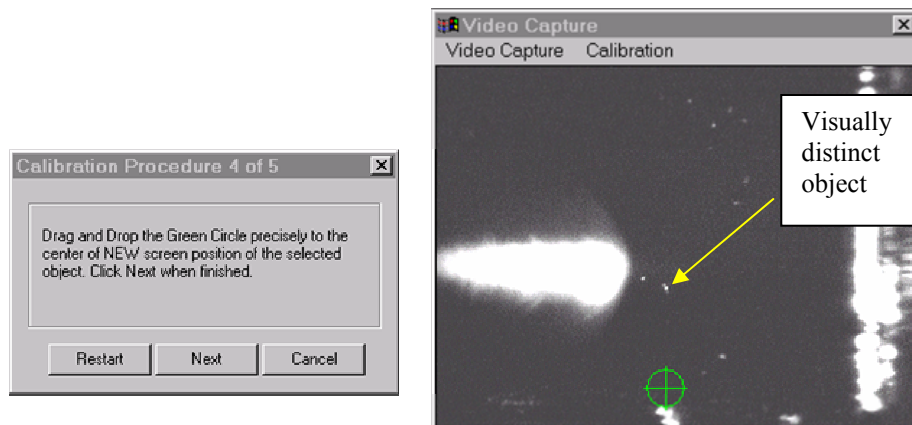 Calibration Procedure 4 of 5
Drag and Drop the Green Circle precisely to the
center of NEW screen position of the selected
object. Click Next when finished.
Restart Next Cancel
Video Capture
Video Capture Calibration
Visually
distinct
object